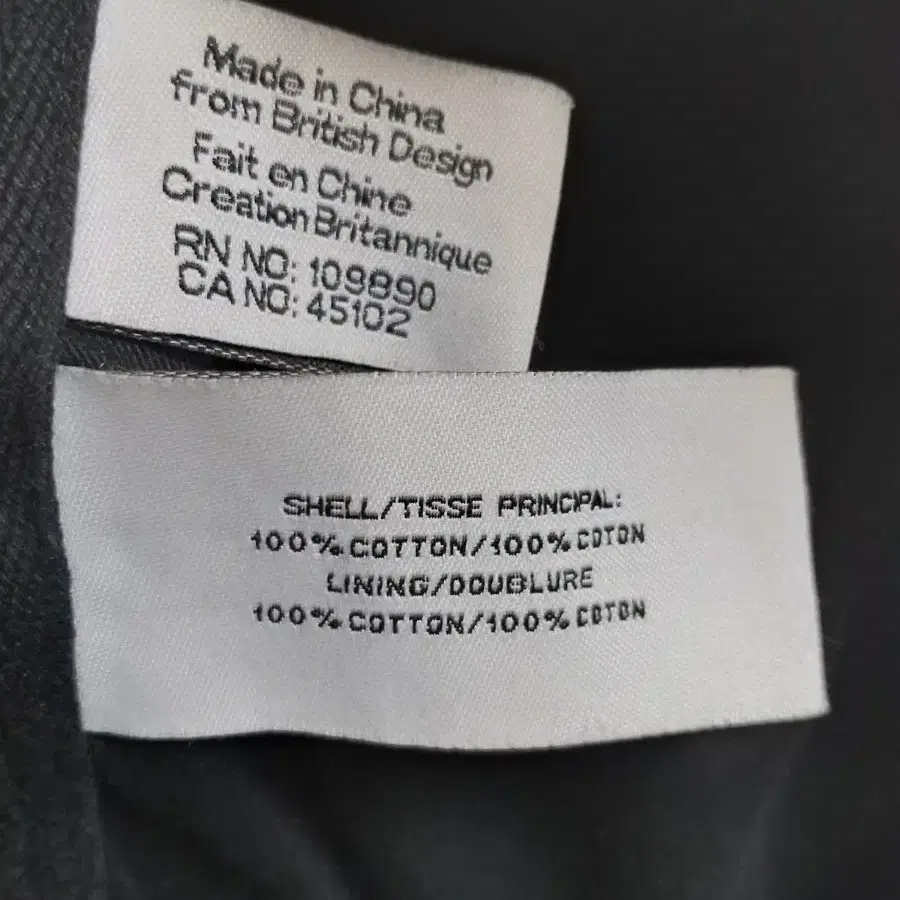 Made in China
from British Design
Fait en Chine
Creation Britannique
RN NO: 109890
CA NO: 45102
SHELL/TISSE PRINCIPAL:
100% COTTON/100% COTON
LINING/DOUBLURE
100% COTTON/100% COTON